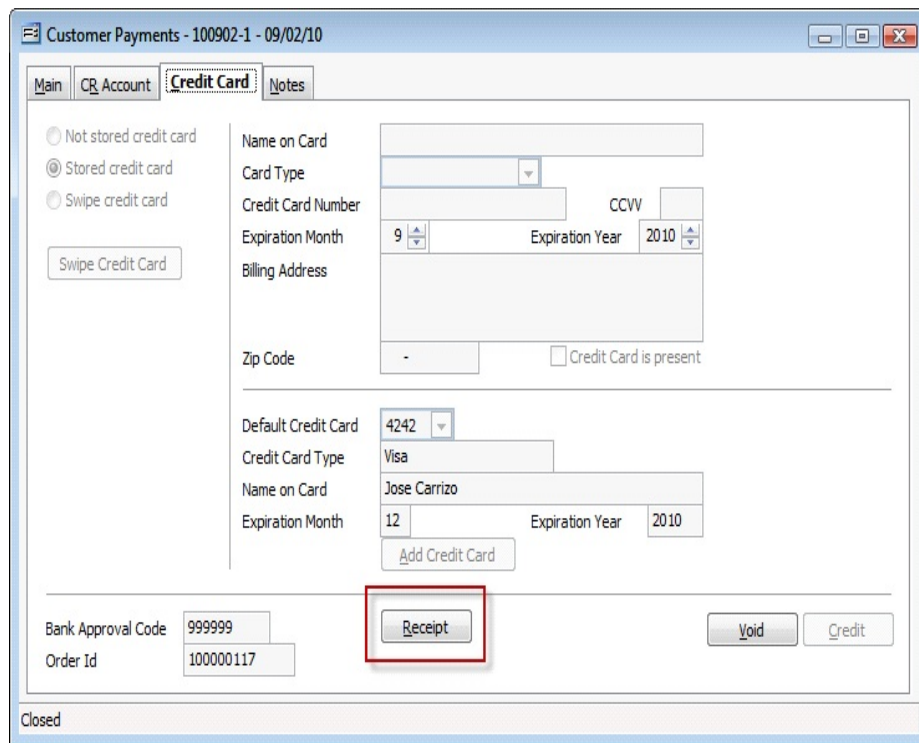 Customer Payments - 100902-1 - 09/02/10
Main CR Account Credit Card Notes
Not stored credit card
Stored credit card
Swipe credit card
Swipe Credit Card
Name on Card
Card Type
Credit Card Number CCVV
Expiration Month 9 Expiration Year 2010
Billing Address
Zip Code - Credit Card is present
Default Credit Card 4242
Credit Card Type Visa
Name on Card Jose Carrizo
Expiration Month 12 Expiration Year 2010
Add Credit Card
Bank Approval Code 999999 Receipt Void Credit
Order Id 100000117
Closed